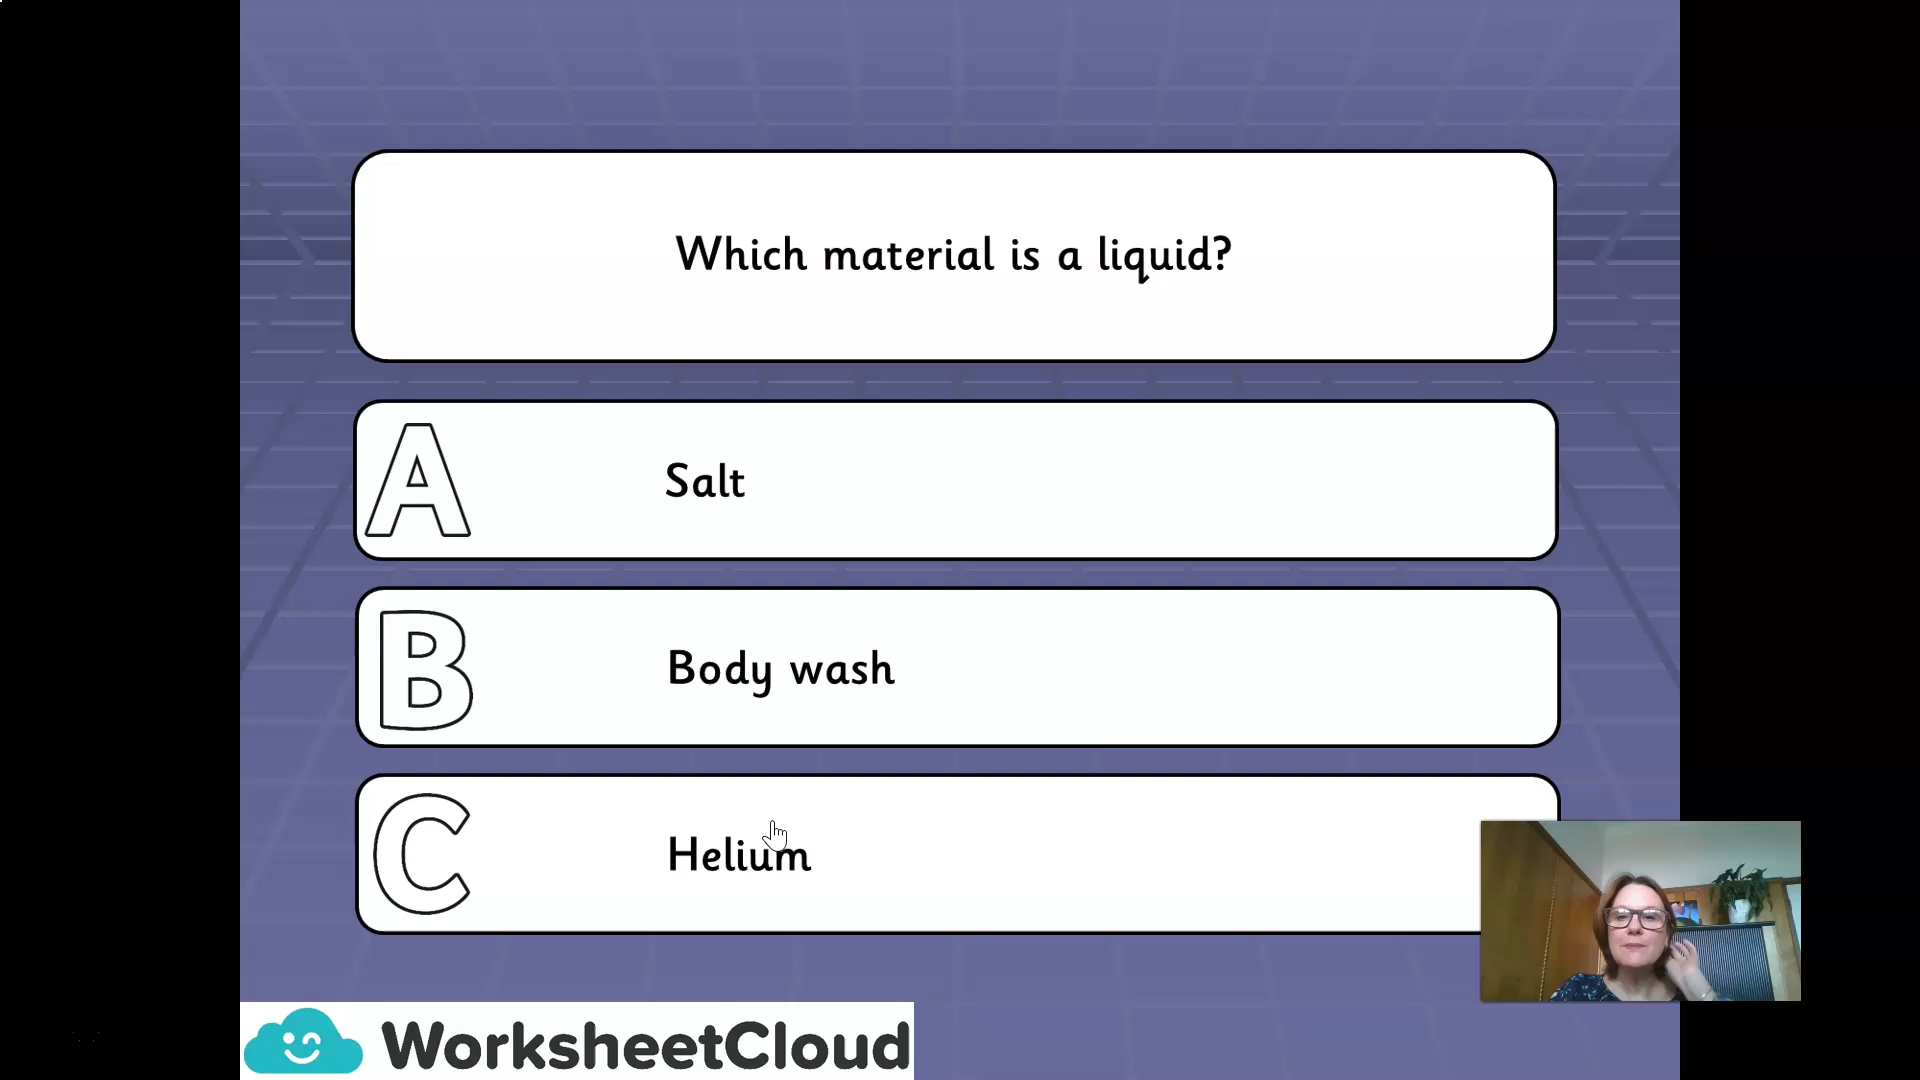 Which material is a liquid?
A Salt
B Body wash
C Helium
WorksheetCloud